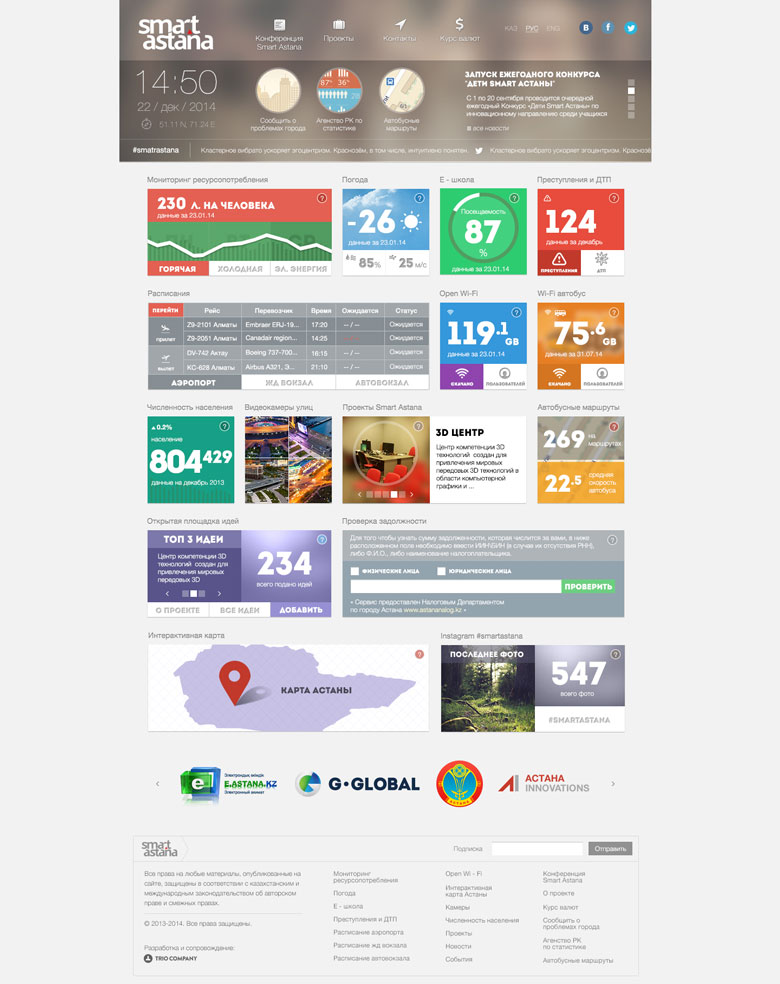 smart
astana
Конференция
Smart Astana
Проекты
Контакты
$
Курс валют
ҚАЗ РУС ENG
14:50
22 / дек / 2014
51.11 N, 71.24 E
87° 36°
Сообщить о
проблемах города
Агенство РК по
статистике
Автобусные
маршруты
ЗАПУСК ЕЖЕГОДНОГО КОНКУРСА
"ДЕТИ SMART АСТАНЫ"
С 1 по 20 сентября проводится очередной
ежегодный Конкурс «Дети Smart Астаны» по
инновационному направлению среди учащихся
все новости
#smatrastana
Кластерное вибрато ускоряет эгоцентризм. Краснозём, в том числе, интуитивно понятен.
Кластерное вибрато ускоряет эгоцентризм. Краснозё
Мониторинг ресурсопотребления
230 Л. НА ЧЕЛОВЕКА
данные за 23.01.14
ГОРЯЧАЯ ХОЛОДНАЯ ЭЛ. ЭНЕРГИЯ
Погода
-26
данные за 23.01.14
85% 25 м/с
Е - школа
Посещаемость
87
%
данные за 23.01.14
Преступления и ДТП
124
данные за декабрь
ПРЕСТУПЛЕНИЯ ДТП
Расписания
ПЕРЕЙТИ Рейс Перевозчик Время Ожидается Статус
прилет
Z9-2101 Алматы Embraer ERJ-19... 17:20 -- / -- Ожидается
Z9-2051 Алматы Canadair region... 14:25 Ожидается
вылет
DV-742 Актау Boeing 737-700... 16:15 -- / -- Ожидается
KC-628 Алматы Airbus A321, Э... 21:10 -- / -- Ожидается
АЭРОПОРТ ЖД ВОКЗАЛ АВТОВОКЗАЛ
Open Wi-Fi
119.1 GB
данные за 23.01.14
СКАЧАНО ПОЛЬЗОВАТЕЛЕЙ
Wi-Fi автобус
75.6 GB
данные за 31.07.14
СКАЧАНО ПОЛЬЗОВАТЕЛЕЙ
Численность населения
0.2%
население
804 429
данные на декабрь 2013
Видеокамеры улиц
Проекты Smart Astana
3D ЦЕНТР
Центр компетенции 3D
технологий создан для
привлечения мировых
передовых 3D технологий в
области компьютерной
графики и ...
Автобусные маршруты
269 на
маршрутах
22.5 средняя
скорость
автобуса
Открытая площадка идей
ТОП 3 ИДЕИ
Центр компетенции 3D
технологий создан для
привлечения мировых
передовых 3D
234
всего подано идей
О ПРОЕКТЕ ВСЕ ИДЕИ ДОБАВИТЬ
Проверка задолжности
Для того чтобы узнать сумму задолженности, которая числится за вами, в ниже
расположенном поле необходимо ввести ИИН\БИН (в случая их отсутствия РНН),
либо Ф.И.О., либо наименование налогоплательщика.
ФИЗИЧЕСКИЕ ЛИЦА ЮРИДИЧЕСКИЕ ЛИЦА
ПРОВЕРИТЬ
» Сервис предоставлен Налоговым Департаментом
по городу Астана www.astananalog.kz «
Интерактивная карта
КАРТА АСТАНЫ
Instagram #smartastana
ПОСЛЕДНЕЕ ФОТО
547
всего фото
#SMARTASTANA
e
Электрондық әкімдік
E.ASTANA.KZ
Электронный акимат
G·GLOBAL
АСТАНА
АСТАНА
INNOVATIONS
smart
astana
Подписка
Отправить
Все права на любые материалы, опубликованные на
сайте, защищены в соответствии с казахстанским и
международным законодательством об авторском
праве и смежных правах.
© 2013-2014. Все права защищены.
Разработка и сопровождение:
TRIO COMPANY
Мониторинг
ресурсопотребления
Погода
Е - школа
Преступления и ДТП
Расписание аэропорта
Расписание жд вокзала
Расписание автовокзала
Open Wi - Fi
Интерактивная
карта Астаны
Камеры
Численность населения
Проекты
Новости
События
Конференция
Smart Astana
О проекте
Курс валют
Сообщить о
проблемах города
Агенство РК
по статистике
Автобусные маршруты